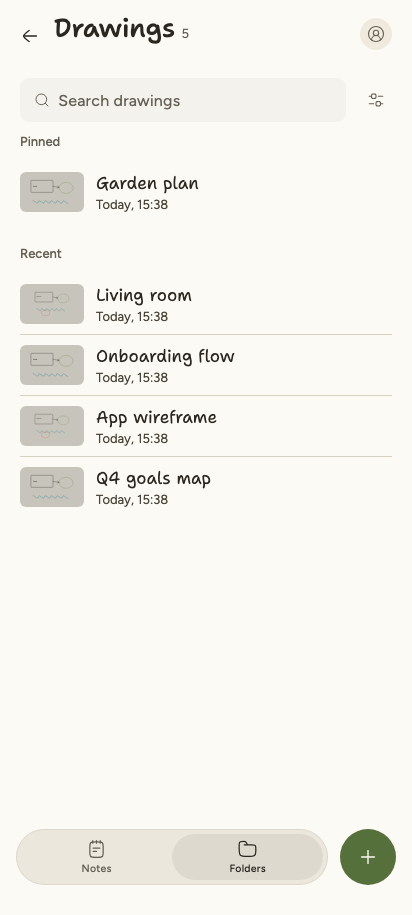 Drawings 5
Search drawings
Pinned
Garden plan
Today, 15:38
Recent
Living room
Today, 15:38
Onboarding flow
Today, 15:38
App wireframe
Today, 15:38
Q4 goals map
Today, 15:38
Notes
Folders